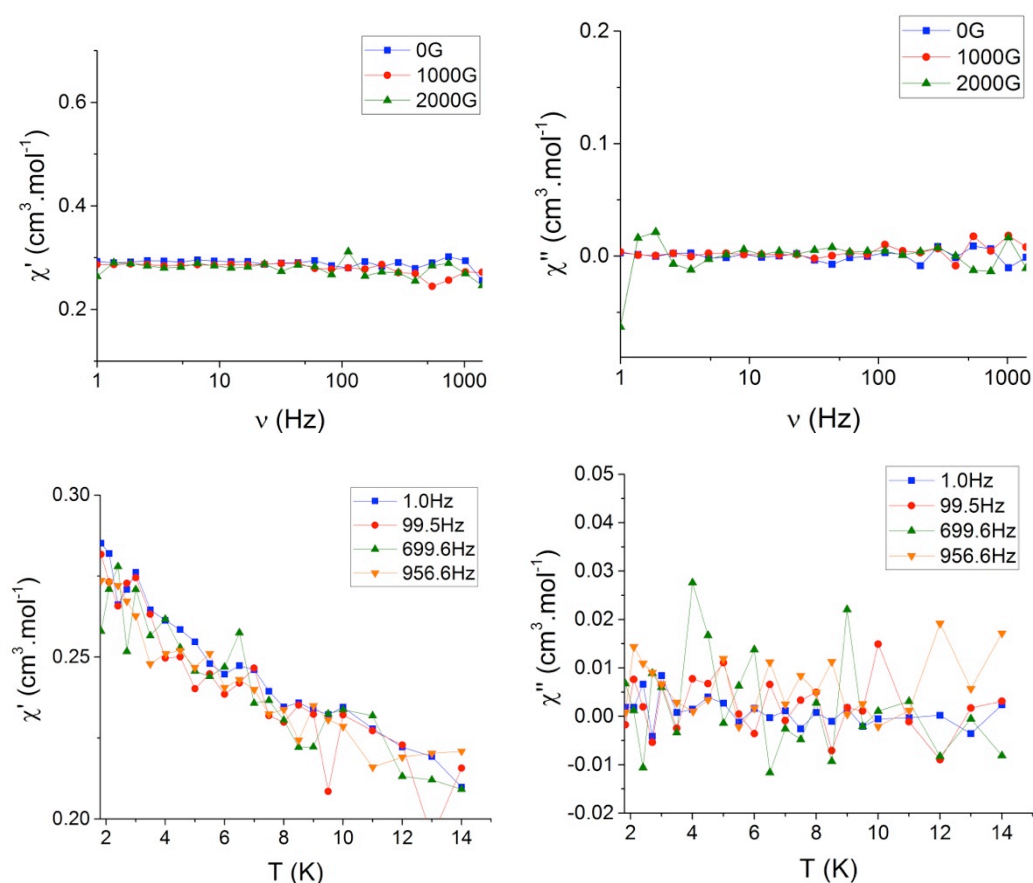 0G
1000G
2000G
χ' (cm³.mol⁻¹)
0.6
0.4
0.2
1 10 100 1000
ν (Hz)
0G
1000G
2000G
χ" (cm³.mol⁻¹)
0.2
0.1
0.0
1 10 100 1000
ν (Hz)
1.0Hz
99.5Hz
699.6Hz
956.6Hz
χ' (cm³.mol⁻¹)
0.30
0.25
0.20
2 4 6 8 10 12 14
T (K)
1.0Hz
99.5Hz
699.6Hz
956.6Hz
χ" (cm³.mol⁻¹)
0.05
0.04
0.03
0.02
0.01
0.00
-0.01
-0.02
2 4 6 8 10 12 14
T (K)